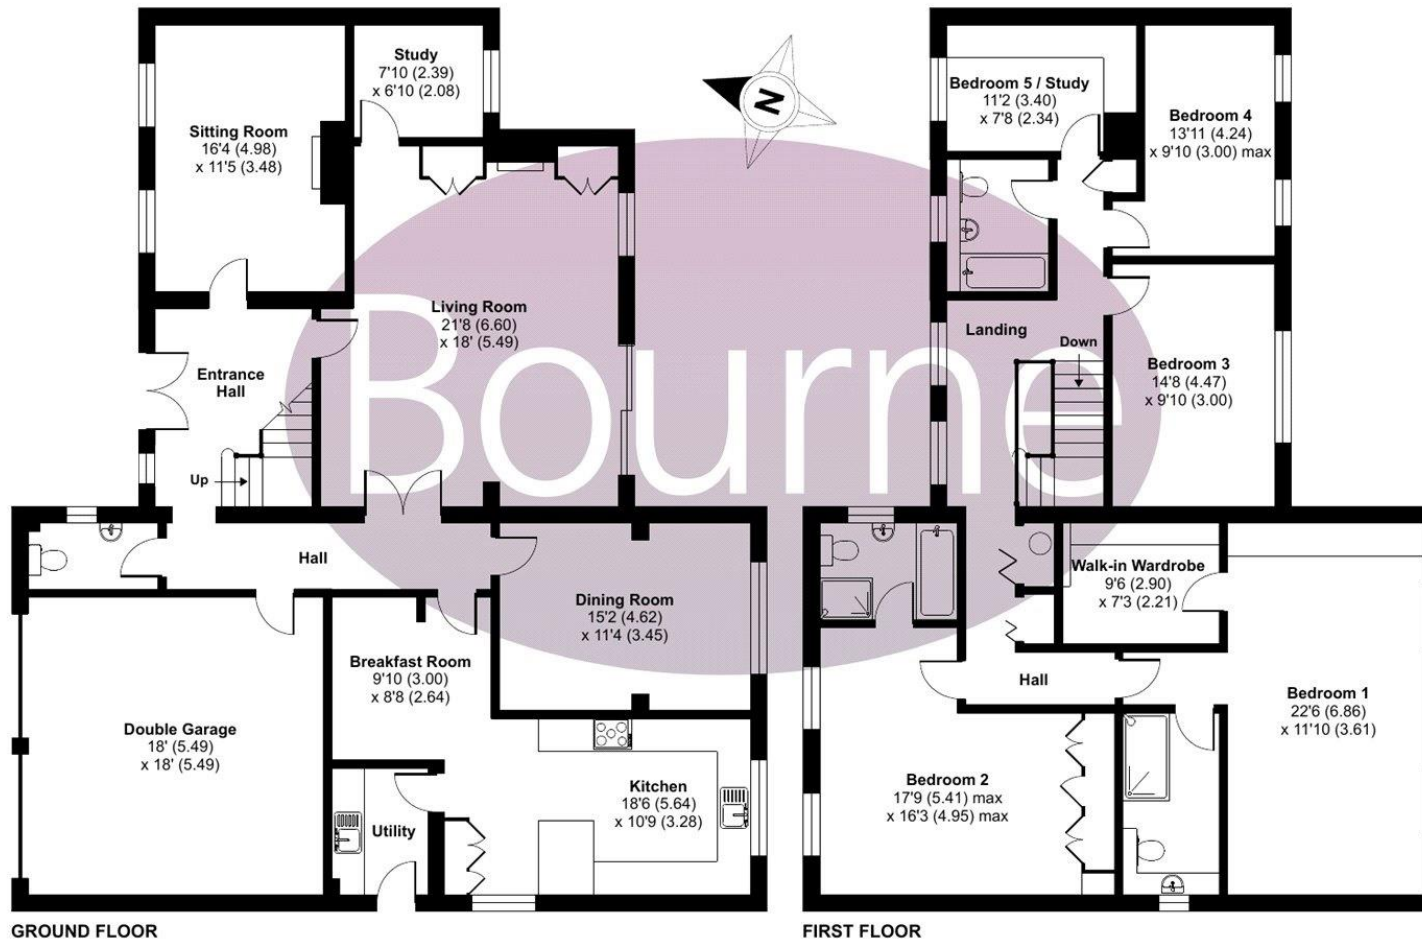 Study
7'10 (2.39)
x 6'10 (2.08)
Sitting Room
16'4 (4.98)
x 11'5 (3.48)
Living Room
21'8 (6.60)
x 18' (5.49)
Entrance
Hall
Up
Hall
Dining Room
15'2 (4.62)
x 11'4 (3.45)
Breakfast Room
9'10 (3.00)
x 8'8 (2.64)
Double Garage
18' (5.49)
x 18' (5.49)
Kitchen
18'6 (5.64)
x 10'9 (3.28)
Utility
GROUND FLOOR
N
Bourne
Bedroom 5 / Study
11'2 (3.40)
x 7'8 (2.34)
Bedroom 4
13'11 (4.24)
x 9'10 (3.00) max
Landing
Down
Bedroom 3
14'8 (4.47)
x 9'10 (3.00)
Walk-in Wardrobe
9'6 (2.90)
x 7'3 (2.21)
Hall
Bedroom 1
22'6 (6.86)
x 11'10 (3.61)
Bedroom 2
17'9 (5.41) max
x 16'3 (4.95) max
FIRST FLOOR